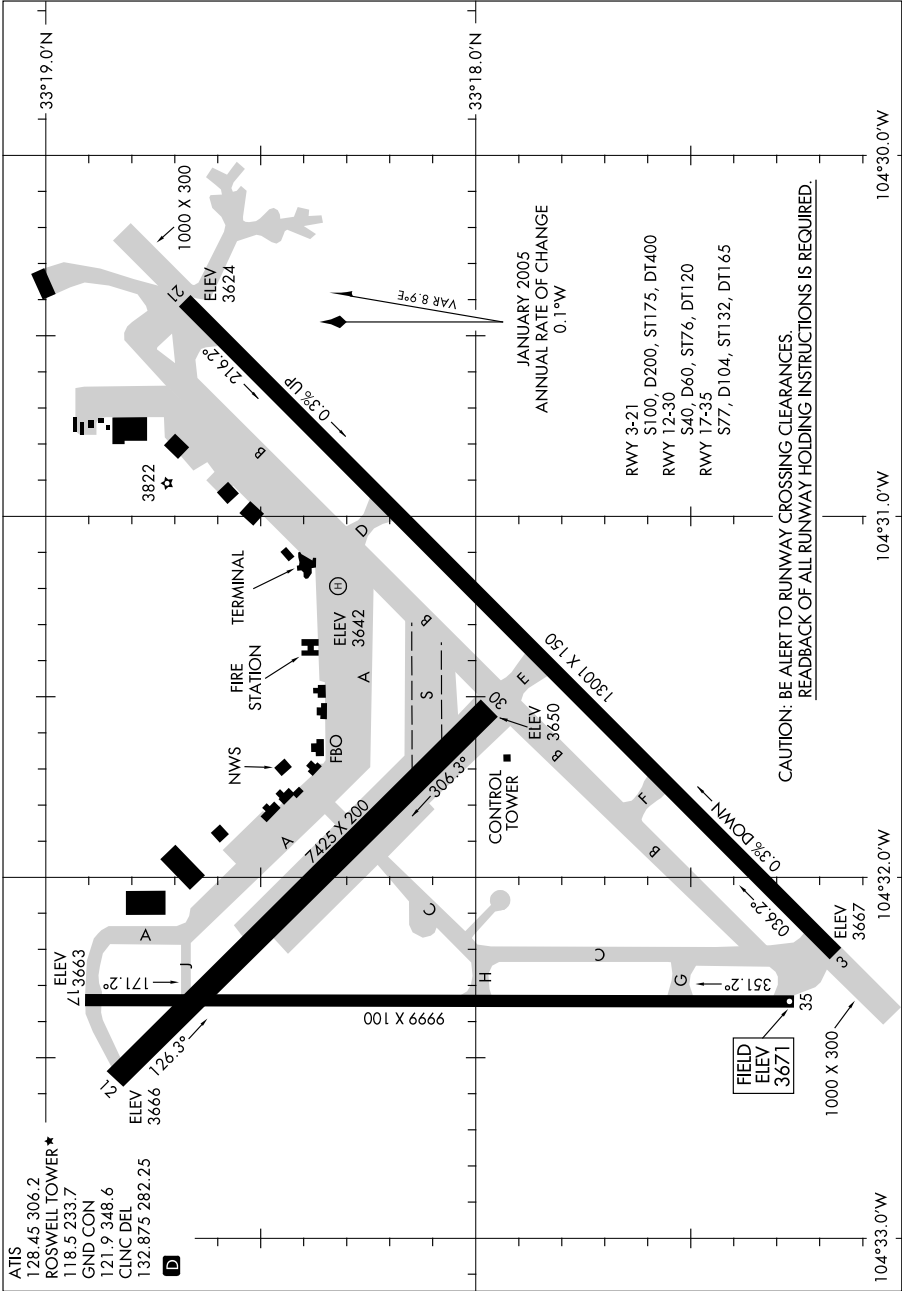 ATIS
128.45 306.2
ROSWELL TOWER★
118.5 233.7
GND CON
121.9 348.6
CLNC DEL
132.875 282.25
D
33°19.0'N
33°18.0'N
104°30.0'W
104°31.0'W
104°32.0'W
104°33.0'W
1000 X 300
21
ELEV
3624
216.2°
0.3% UP
VAR 8.9°E
JANUARY 2005
ANNUAL RATE OF CHANGE
0.1°W
3822
B
D
TERMINAL
H
ELEV
3642
FIRE
STATION
A
B
S
NWS
FBO
E
30
ELEV
3650
13001 X 150
306.3°
7425 X 200
A
CONTROL
TOWER
B
F
B
0.3% DOWN
036.2°
ELEV
3667
3
A
C
C
J
H
G
ELEV
3663
17
171.2°
9999 X 100
351.2°
35
FIELD
ELEV
3671
1000 X 300
126.3°
12
ELEV
3666
RWY 3-21
S100, D200, ST175, DT400
RWY 12-30
S40, D60, ST76, DT120
RWY 17-35
S77, D104, ST132, DT165
CAUTION: BE ALERT TO RUNWAY CROSSING CLEARANCES.
READBACK OF ALL RUNWAY HOLDING INSTRUCTIONS IS REQUIRED.